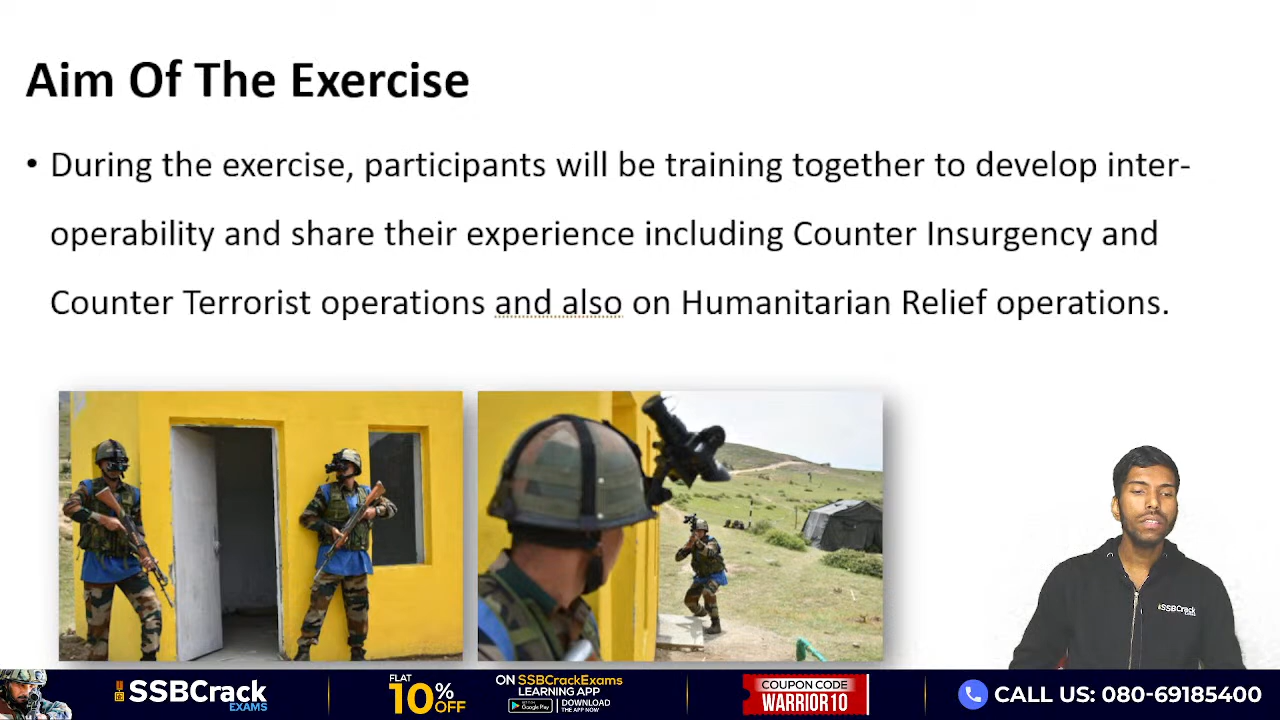 Aim Of The Exercise
• During the exercise, participants will be training together to develop inter-
operability and share their experience including Counter Insurgency and
Counter Terrorist operations and also on Humanitarian Relief operations.
SSBCrack
SSBCrack
EXAMS
FLAT
10% OFF
ON SSBCrackExams
LEARNING APP
Google Play
DOWNLOAD
THE APP NOW
COUPON CODE
WARRIOR10
CALL US: 080-69185400